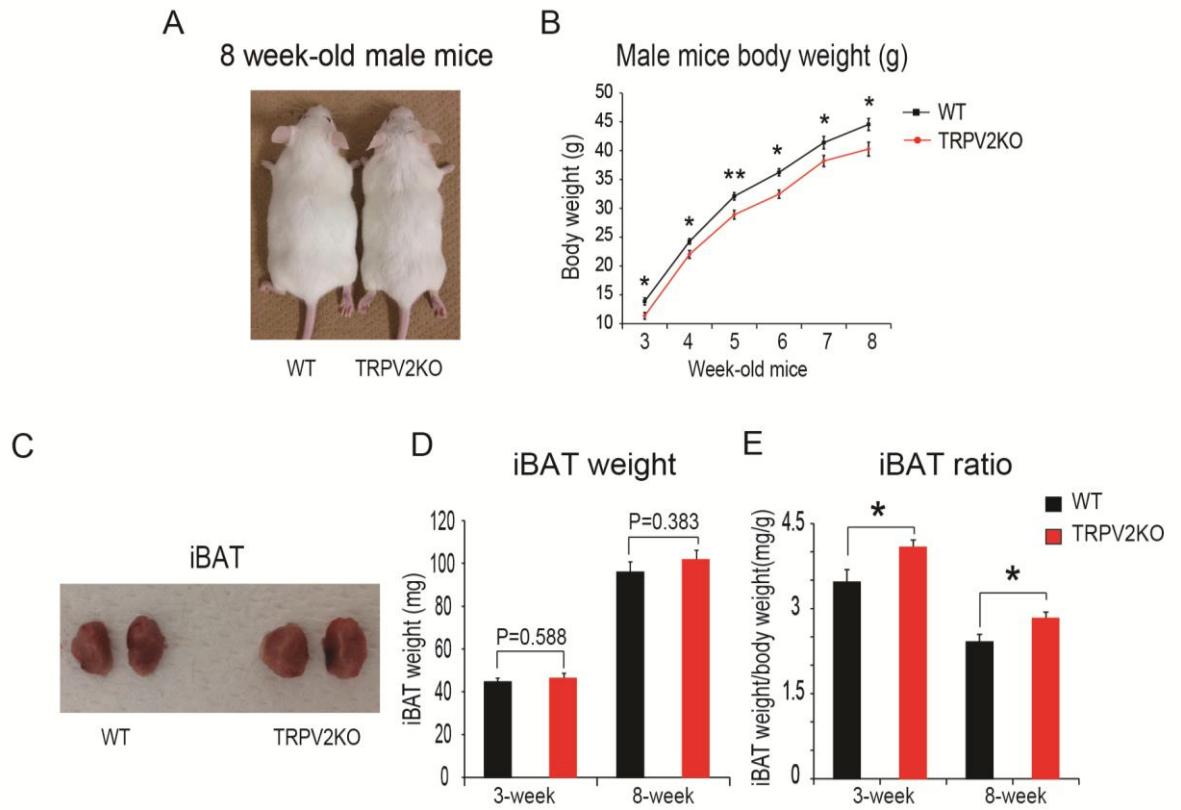 A
8 week-old male mice
WT TRPV2KO
B
Male mice body weight (g)
Body weight (g)
50
45
40
35
30
25
20
15
10
*
*
**
*
*
*
3 4 5 6 7 8
Week-old mice
WT
TRPV2KO
C
iBAT
WT TRPV2KO
D
iBAT weight
iBAT weight (mg)
120
100
80
60
40
20
0
P=0.588
P=0.383
3-week 8-week
E
iBAT ratio
WT
TRPV2KO
iBAT weight/body weight(mg/g)
4.5
3
1.5
0
*
*
3-week 8-week